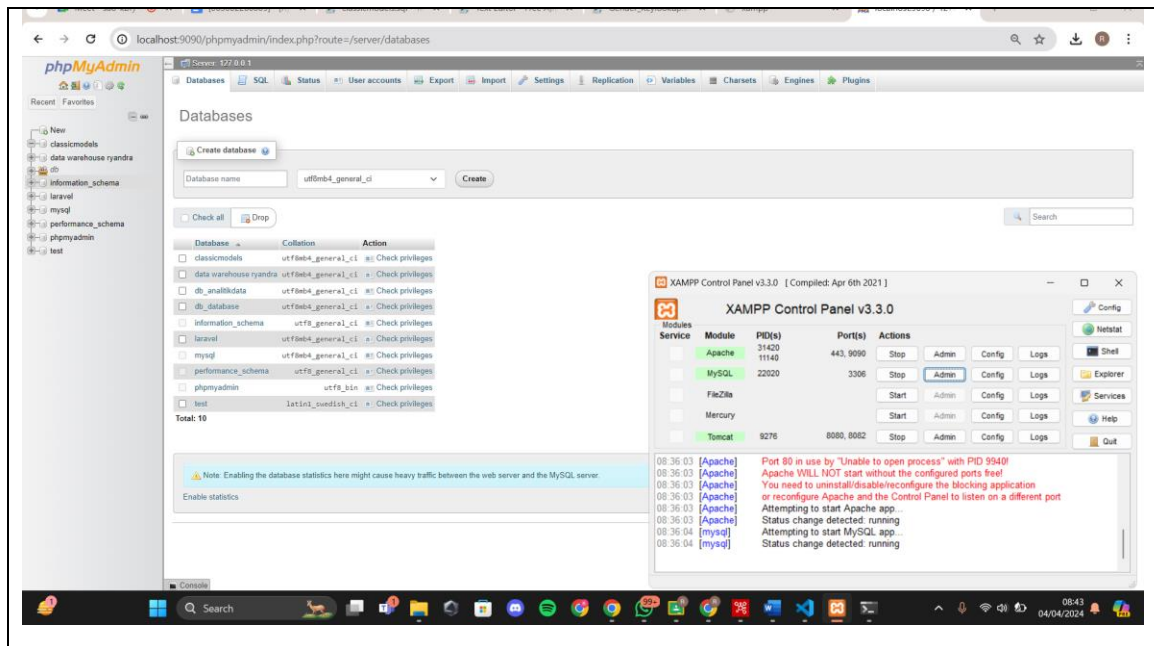 localhost:9090/phpmyadmin/index.php?route=/server/databases
phpMyAdmin
Recent Favorites
New
classicmodels
data warehouse ryandra
db
information_schema
laravel
mysql
performance_schema
phpmyadmin
test
Server: 127.0.0.1
Databases SQL Status User accounts Export Import Settings Replication Variables Charsets Engines Plugins
Databases
Create database
Database name utf8mb4_general_ci Create
Check all Drop Search
Database Collation Action
classicmodels utf8mb4_general_ci Check privileges
data warehouse ryandra utf8mb4_general_ci Check privileges
db_analitikdata utf8mb4_general_ci Check privileges
db_database utf8mb4_general_ci Check privileges
information_schema utf8_general_ci Check privileges
laravel utf8mb4_general_ci Check privileges
mysql utf8mb4_general_ci Check privileges
performance_schema utf8_general_ci Check privileges
phpmyadmin utf8_bin Check privileges
test latin1_swedish_ci Check privileges
Total: 10
Note: Enabling the database statistics here might cause heavy traffic between the web server and the MySQL server.
Enable statistics
Console
XAMPP Control Panel v3.3.0 [ Compiled: Apr 6th 2021 ]
XAMPP Control Panel v3.3.0
Config
Netstat
Shell
Explorer
Services
Help
Quit
Modules
Service Module PID(s) Port(s) Actions
Apache 31420 11140 443, 9090 Stop Admin Config Logs
MySQL 22020 3306 Stop Admin Config Logs
FileZilla Start Admin Config Logs
Mercury Start Admin Config Logs
Tomcat 9276 8080, 8082 Stop Admin Config Logs
08:36:03 [Apache] Port 80 in use by "Unable to open process" with PID 9940!
08:36:03 [Apache] Apache WILL NOT start without the configured ports free!
08:36:03 [Apache] You need to uninstall/disable/reconfigure the blocking application
08:36:03 [Apache] or reconfigure Apache and the Control Panel to listen on a different port
08:36:03 [Apache] Attempting to start Apache app...
08:36:03 [Apache] Status change detected: running
08:36:04 [mysql] Attempting to start MySQL app...
08:36:04 [mysql] Status change detected: running
Search
99+
08:43
04/04/2024